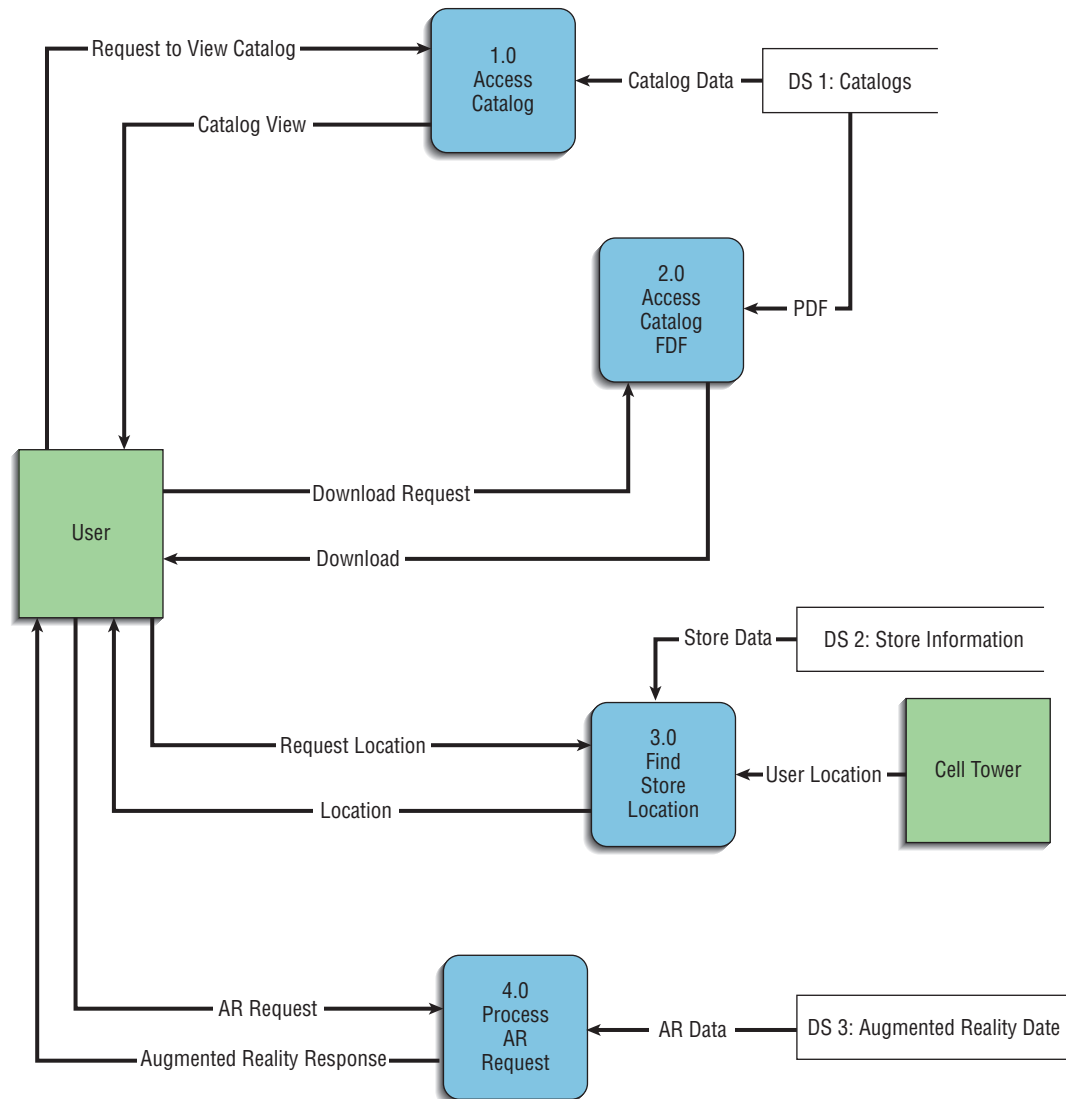 Request to View Catalog
1.0
Access
Catalog
Catalog Data
DS 1: Catalogs
Catalog View
2.0
Access
Catalog
FDF
PDF
Download Request
User
Download
Store Data
DS 2: Store Information
Request Location
3.0
Find
Store
Location
User Location
Cell Tower
Location
AR Request
4.0
Process
AR
Request
AR Data
DS 3: Augmented Reality Date
Augmented Reality Response